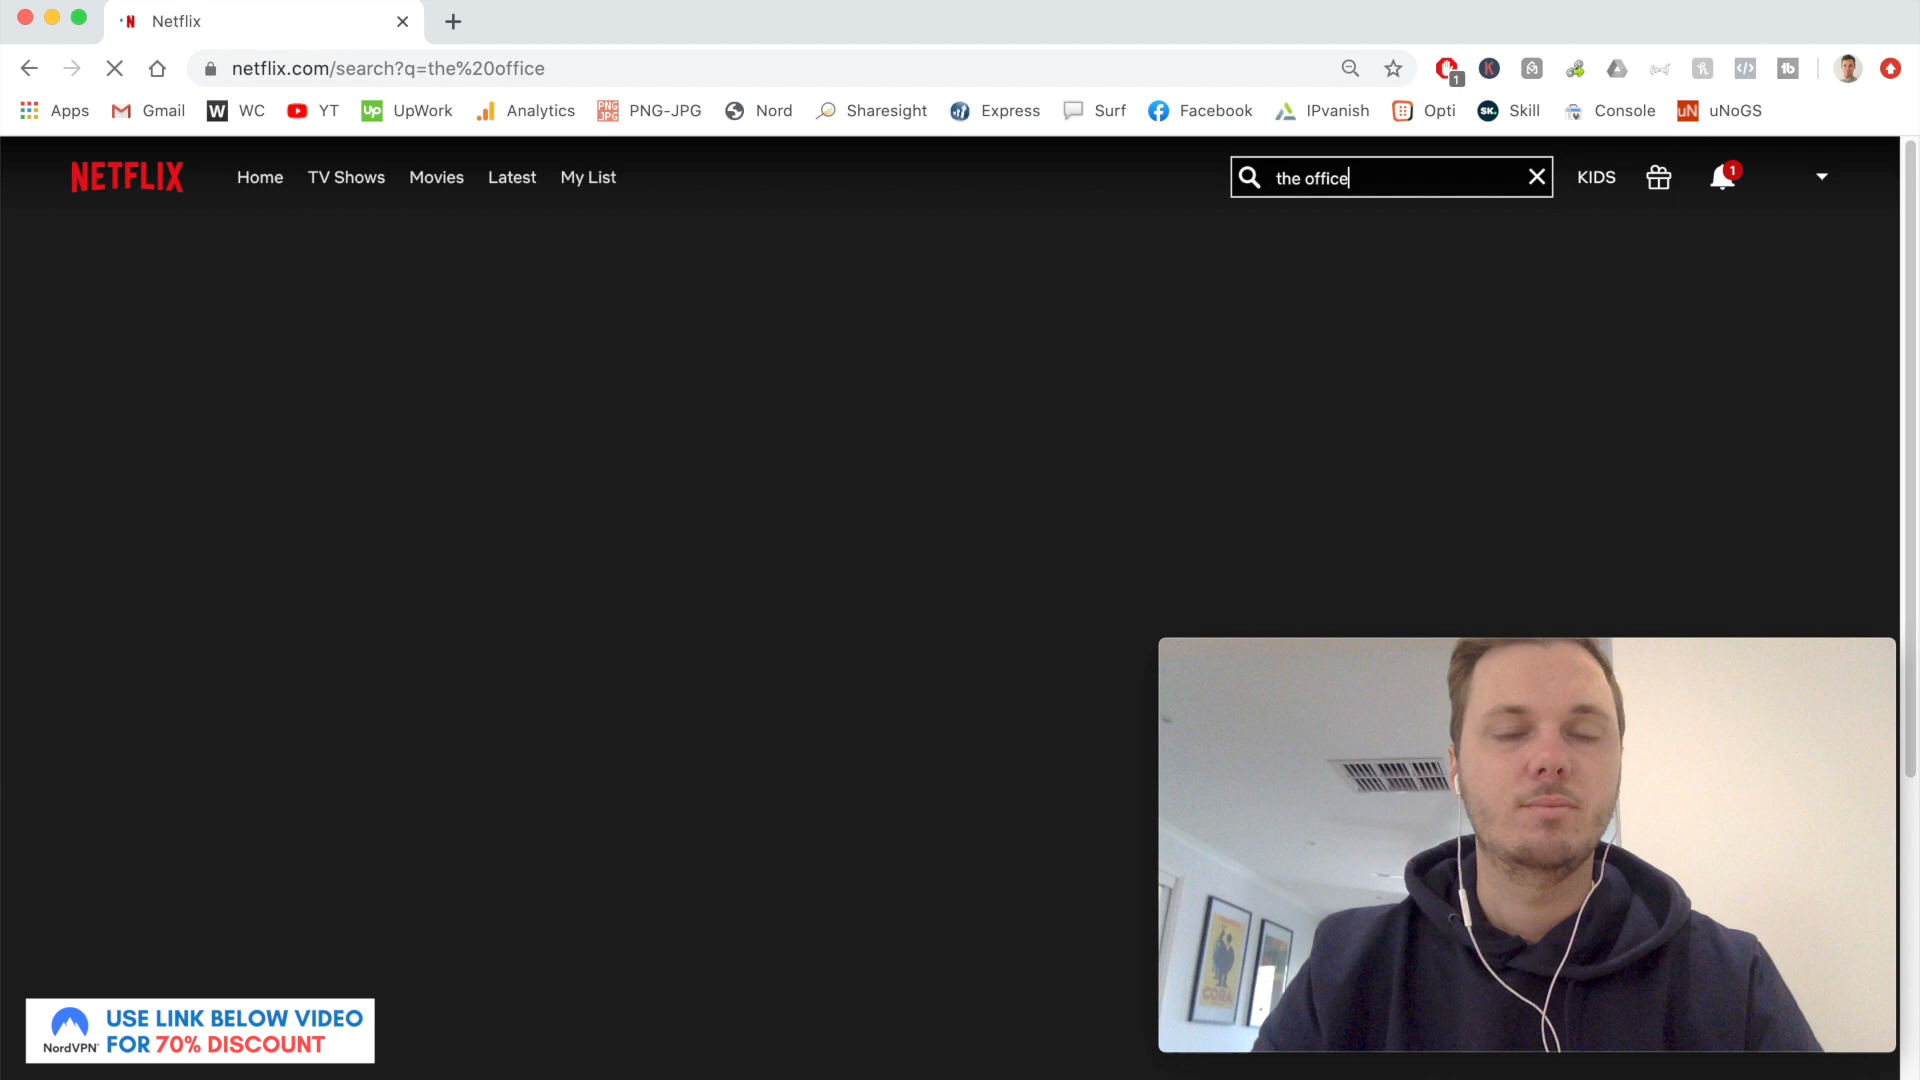 Netflix
netflix.com/search?q=the%20office
1
Apps Gmail WC YT UpWork Analytics PNG-JPG Nord Sharesight Express Surf Facebook IPvanish Opti Skill Console uNoGS
NETFLIX Home TV Shows Movies Latest My List the office KIDS 1
USE LINK BELOW VIDEO
NordVPN FOR 70% DISCOUNT